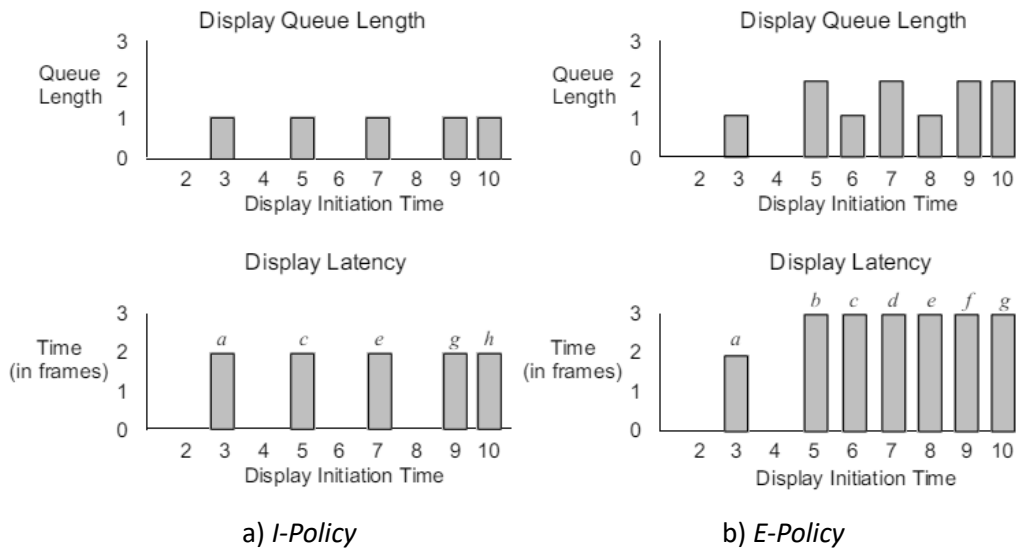 Display Queue Length
3
Queue
Length
2
1
0
2 3 4 5 6 7 8 9 10
Display Initiation Time
Display Latency
3
Time
(in frames)
2
1
0
a c e g h
2 3 4 5 6 7 8 9 10
Display Initiation Time
a) I-Policy
Display Queue Length
3
Queue
Length
2
1
0
2 3 4 5 6 7 8 9 10
Display Initiation Time
Display Latency
3
Time
(in frames)
2
1
0
a b c d e f g
2 3 4 5 6 7 8 9 10
Display Initiation Time
b) E-Policy